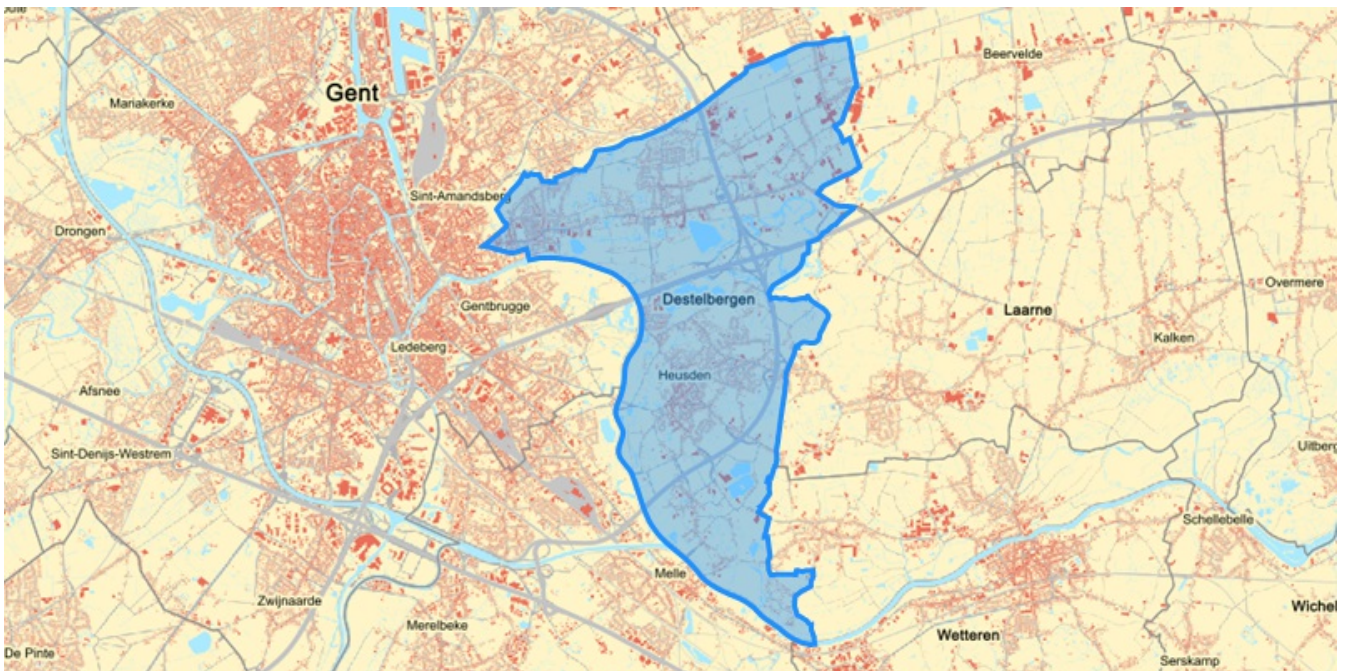 Beervelde
Gent
Mariakerke
Sint-Amandsberg
Drongen
Overmere
Destelbergen
Gentbrugge
Laarne
Kalken
Ledeberg
Heusden
Afsnee
Uitberg
Sint-Denijs-Westrem
Schellebelle
Melle
Zwijnaarde
Wichel
Merelbeke
Wetteren
De Pinte
Serskamp